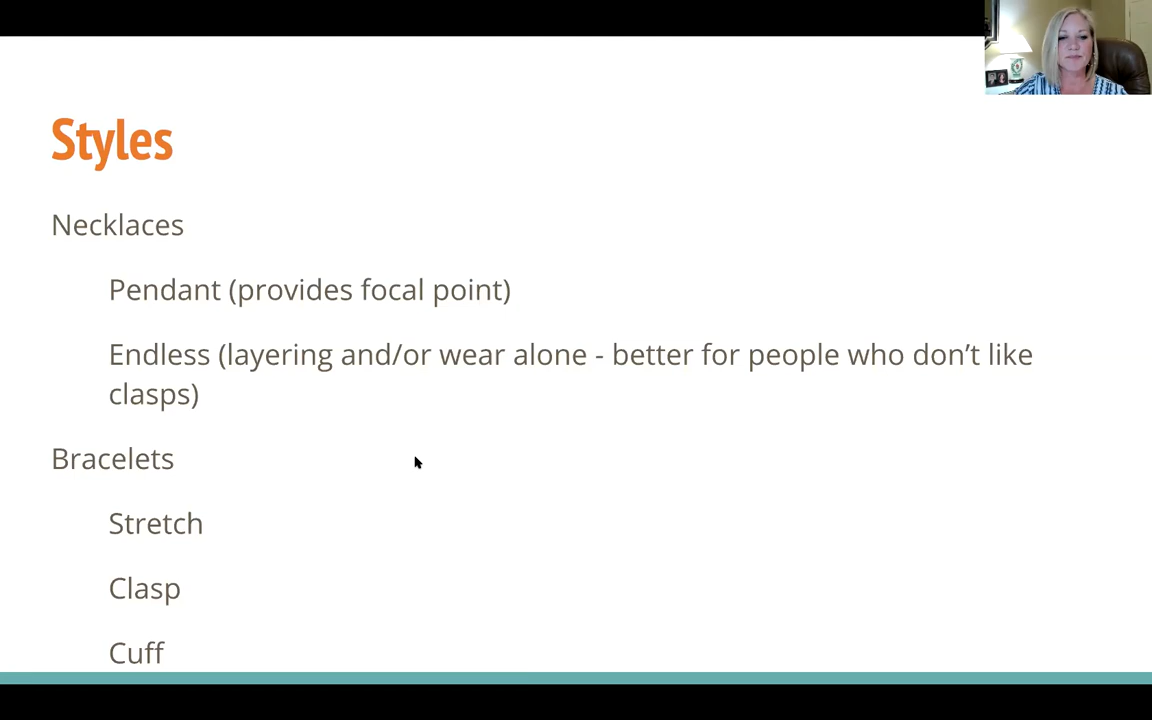 Styles
Necklaces
Pendant (provides focal point)
Endless (layering and/or wear alone - better for people who don’t like
clasps)
Bracelets
Stretch
Clasp
Cuff